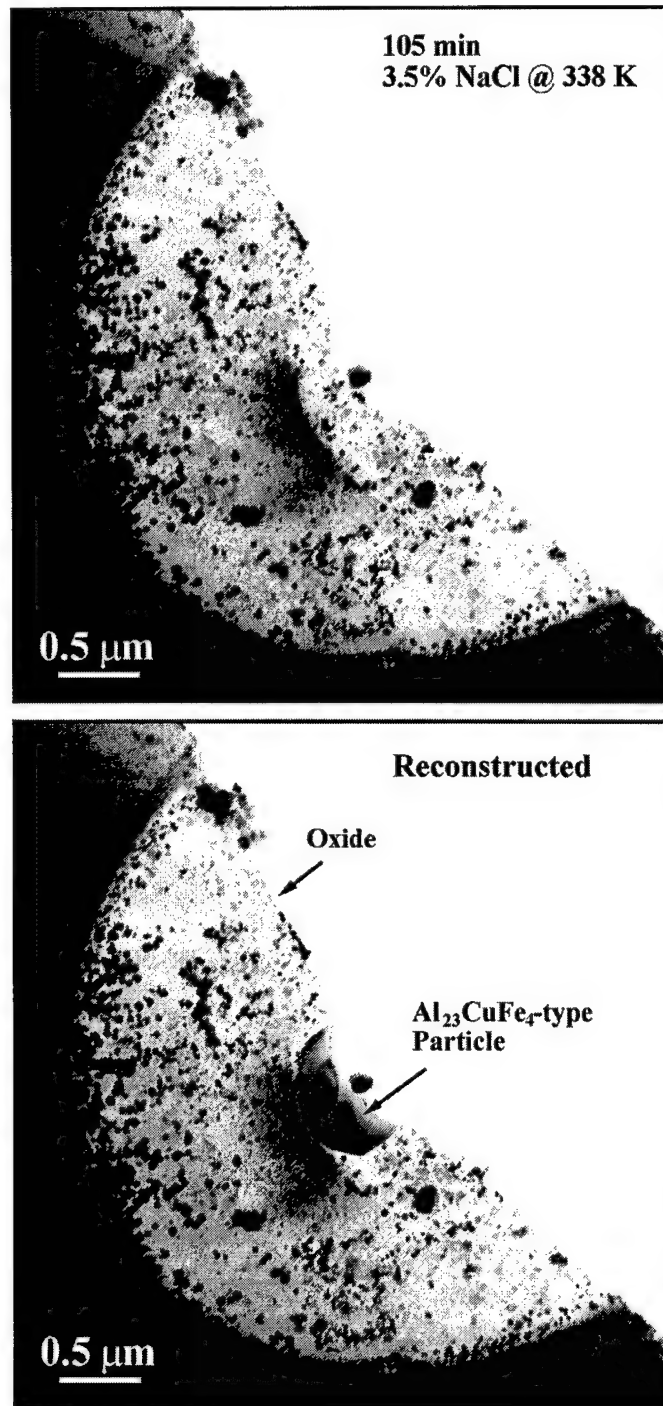 105 min
3.5% NaCl @ 338 K
0.5 μm
Reconstructed
Oxide
Al₂₃CuFe₄-type
Particle
0.5 μm